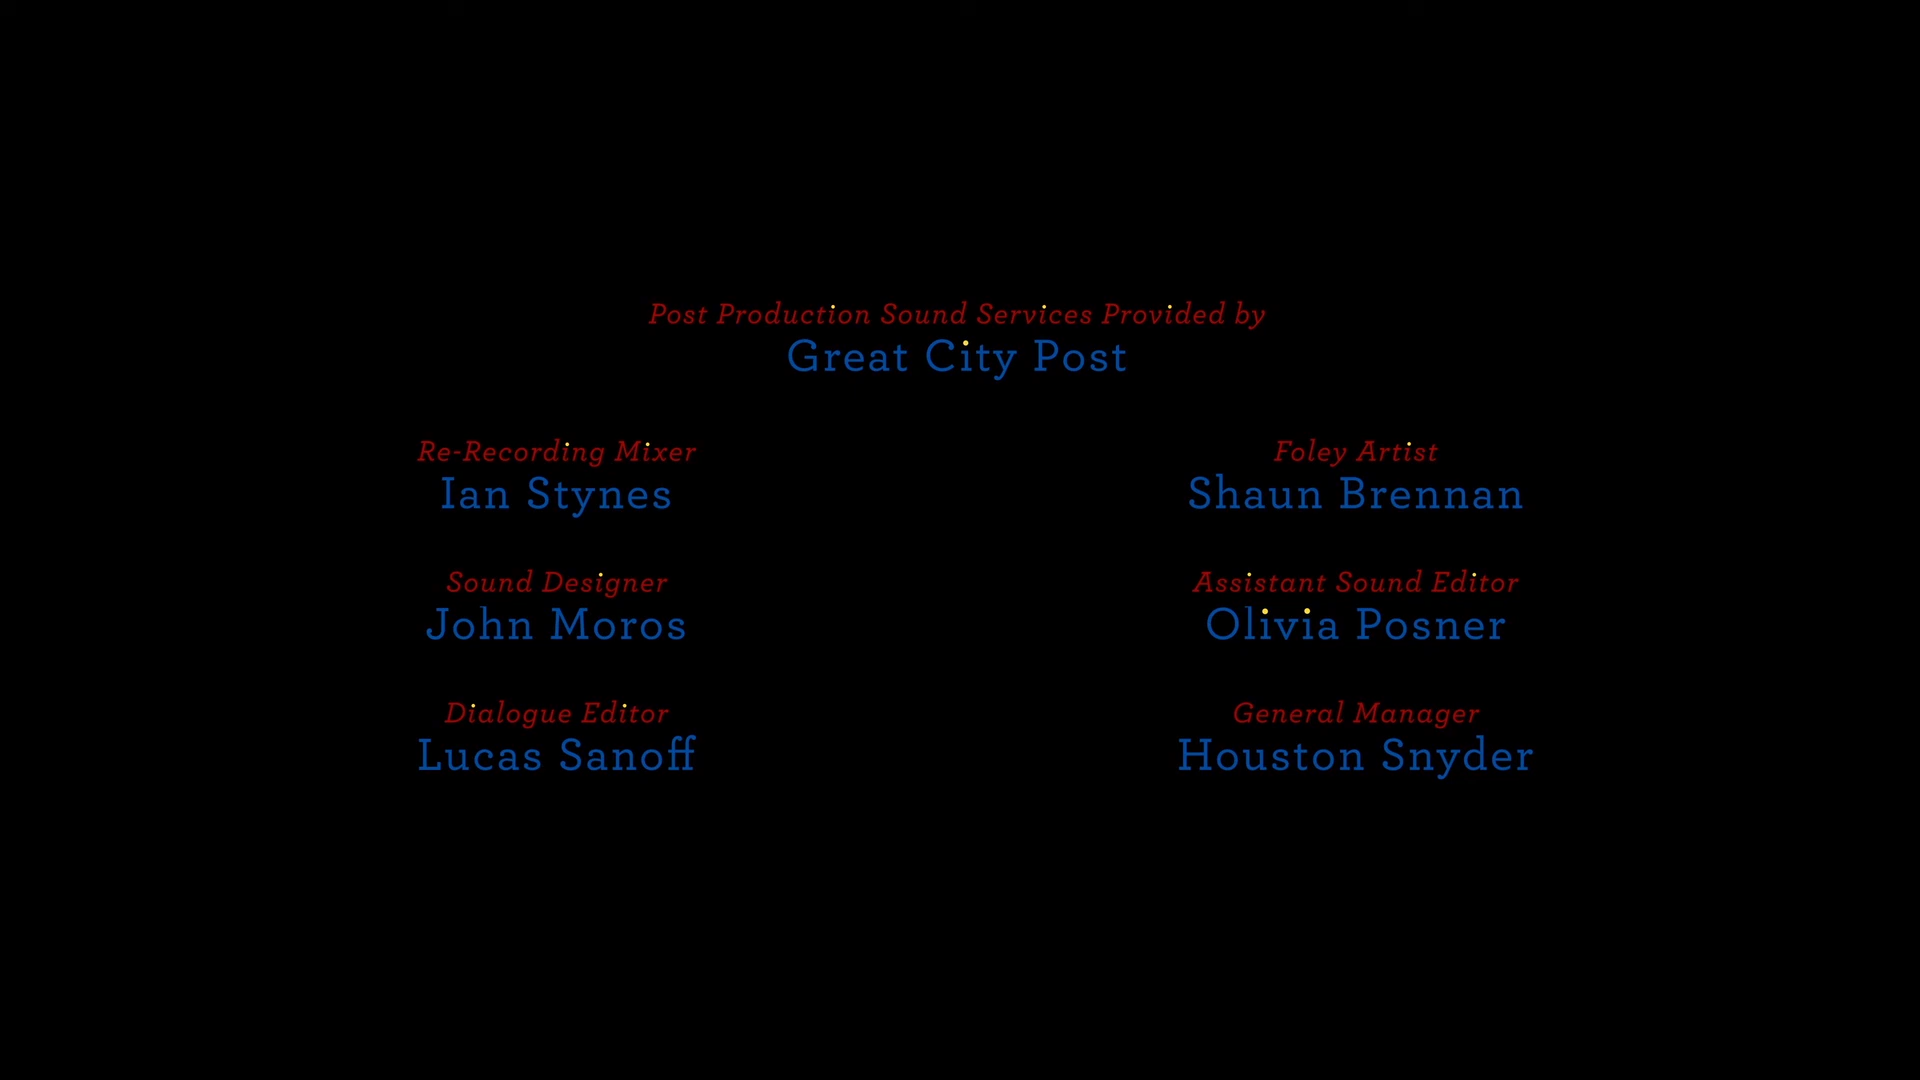 Post Production Sound Services Provided by
Great City Post
Re-Recording Mixer
Ian Stynes
Sound Designer
John Moros
Dialogue Editor
Lucas Sanoff
Foley Artist
Shaun Brennan
Assistant Sound Editor
Olivia Posner
General Manager
Houston Snyder